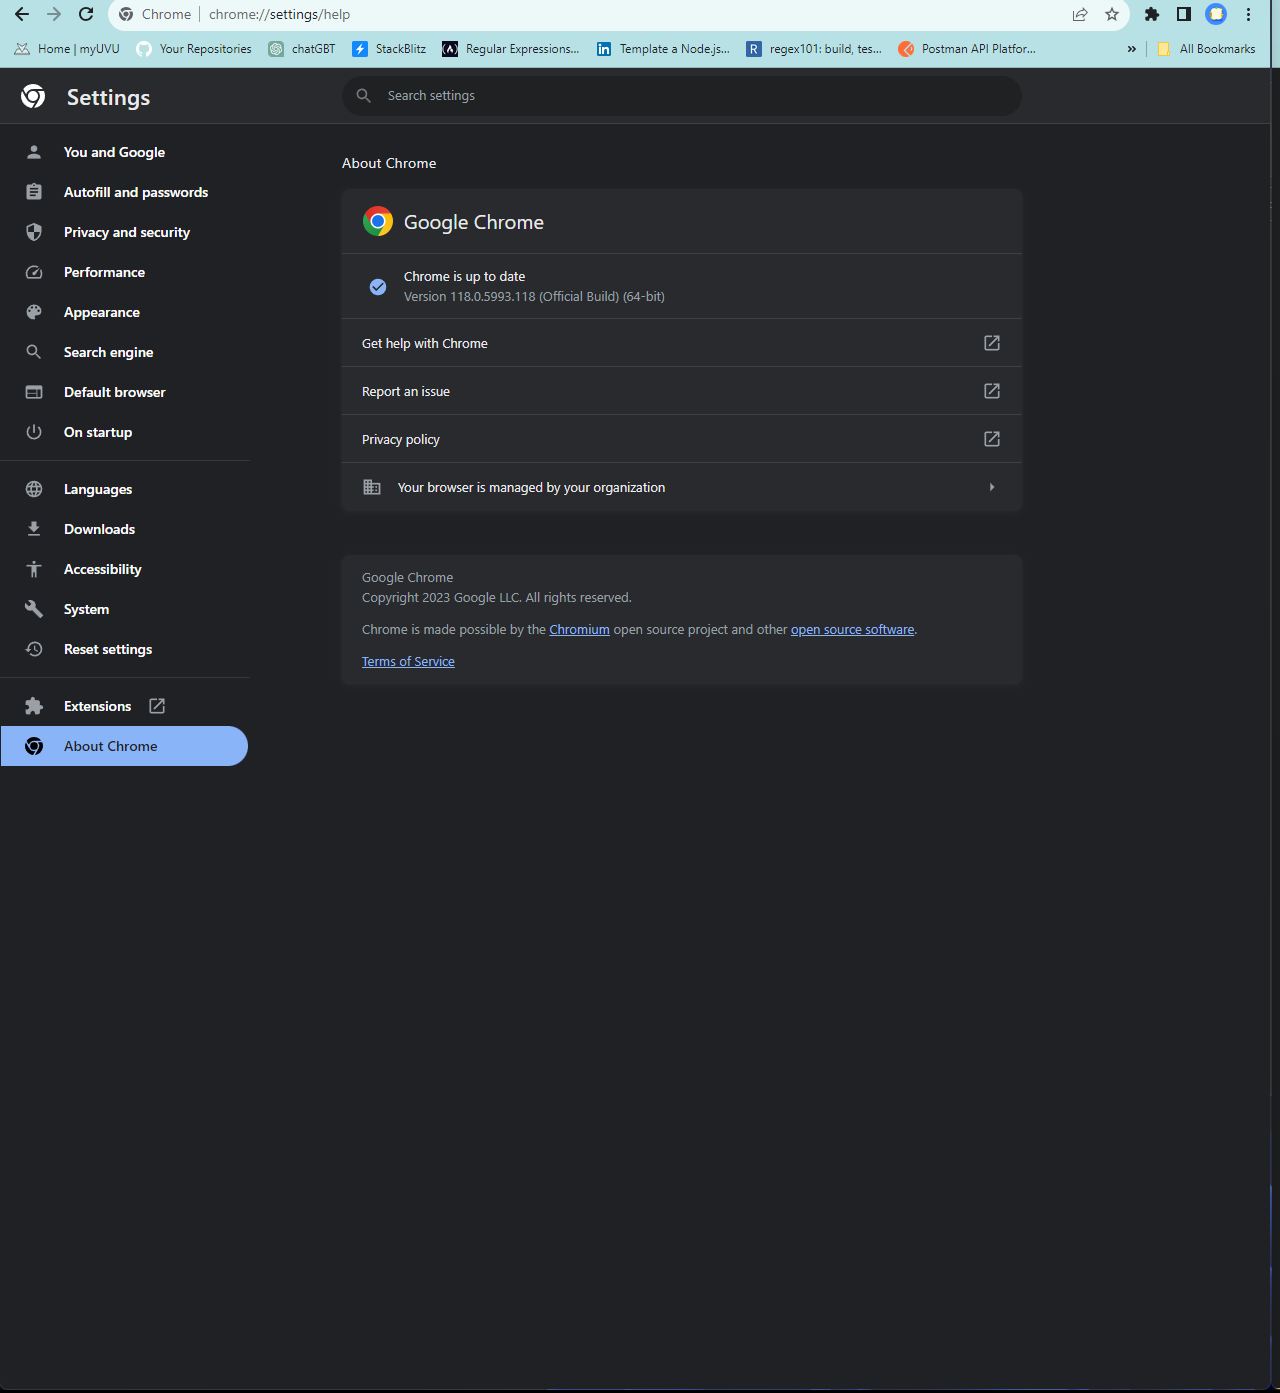 Chrome | chrome://settings/help
Home | myUVU Your Repositories chatGBT StackBlitz Regular Expressions... Template a Node.js... regex101: build, tes... Postman API Platfor... » All Bookmarks
Settings
Search settings
You and Google
Autofill and passwords
Privacy and security
Performance
Appearance
Search engine
Default browser
On startup
Languages
Downloads
Accessibility
System
Reset settings
Extensions
About Chrome
About Chrome
Google Chrome
Chrome is up to date
Version 118.0.5993.118 (Official Build) (64-bit)
Get help with Chrome
Report an issue
Privacy policy
Your browser is managed by your organization
Google Chrome
Copyright 2023 Google LLC. All rights reserved.
Chrome is made possible by the Chromium open source project and other open source software.
Terms of Service